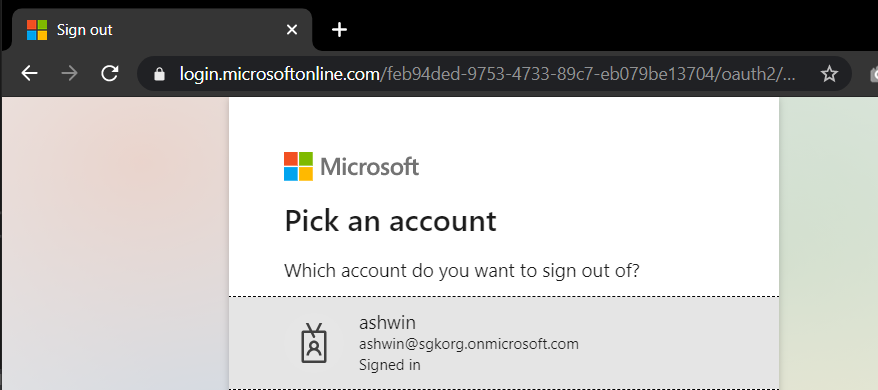 Sign out
login.microsoftonline.com/feb94ded-9753-4733-89c7-eb079be13704/oauth2/...
Microsoft
Pick an account
Which account do you want to sign out of?
ashwin
ashwin@sgkorg.onmicrosoft.com
Signed in